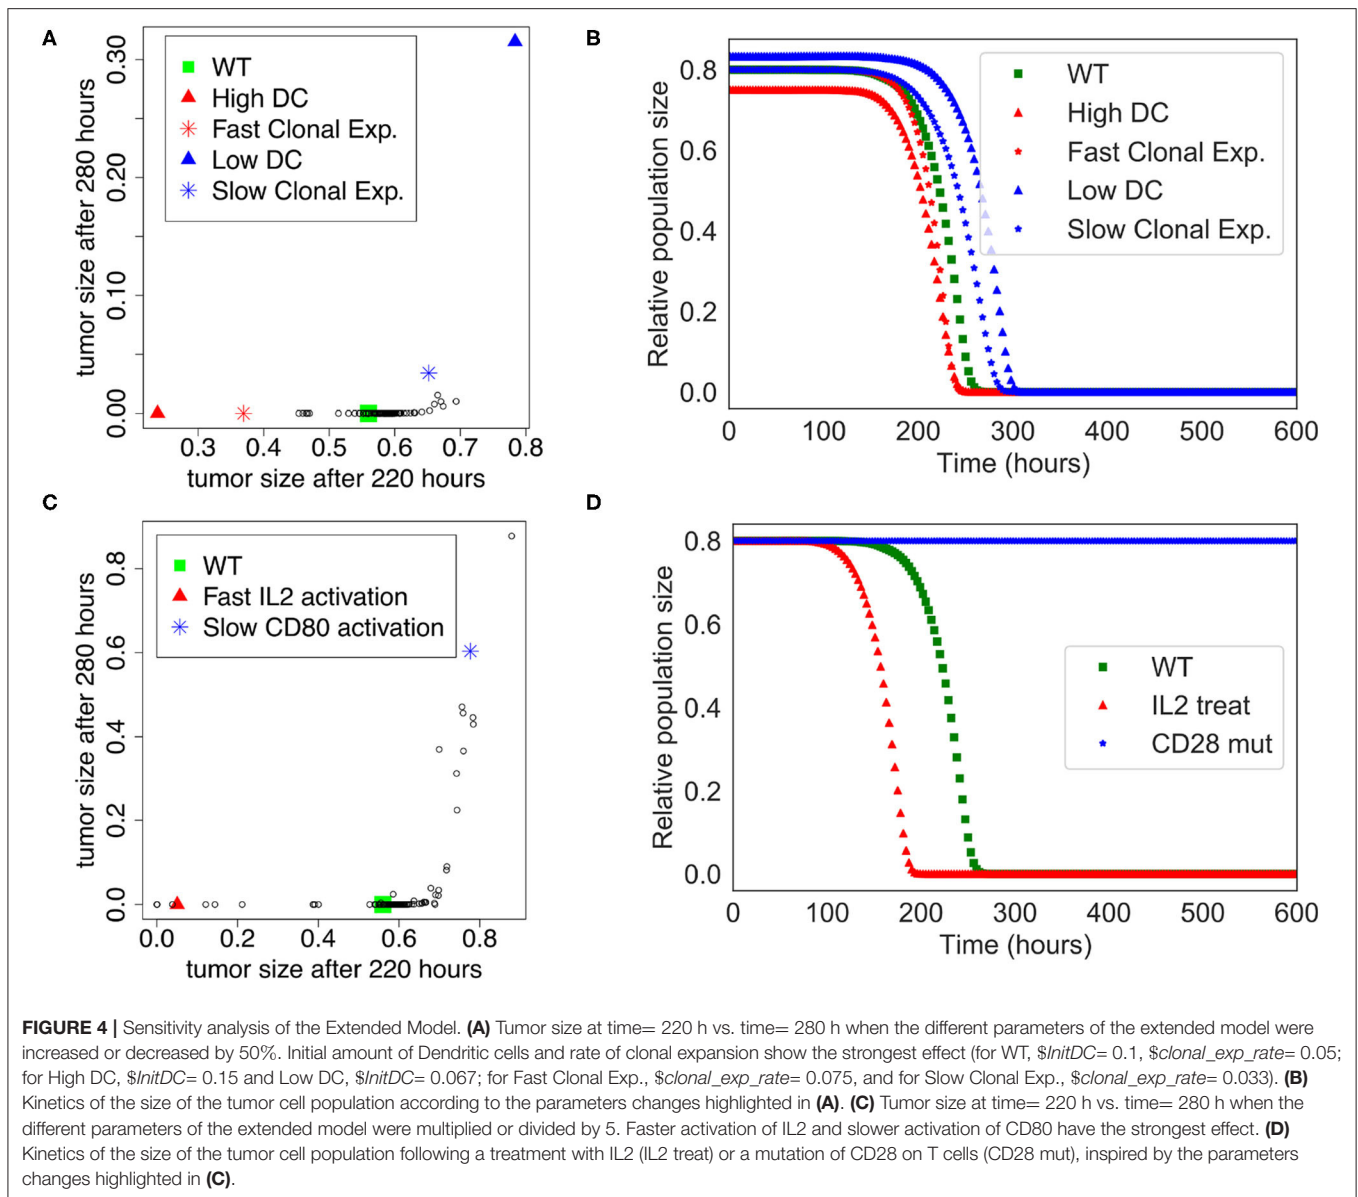 A
tumor size after 280 hours
0.30
0.20
0.10
0.00
WT
High DC
Fast Clonal Exp.
Low DC
Slow Clonal Exp.
0.3 0.4 0.5 0.6 0.7 0.8
tumor size after 220 hours
B
Relative population size
0.8
0.6
0.4
0.2
0.0
WT
High DC
Fast Clonal Exp.
Low DC
Slow Clonal Exp.
0 100 200 300 400 500 600
Time (hours)
C
tumor size after 280 hours
0.8
0.6
0.4
0.2
0.0
WT
Fast IL2 activation
Slow CD80 activation
0.0 0.2 0.4 0.6 0.8
tumor size after 220 hours
D
Relative population size
0.8
0.6
0.4
0.2
0.0
WT
IL2 treat
CD28 mut
0 100 200 300 400 500 600
Time (hours)
FIGURE 4 | Sensitivity analysis of the Extended Model. (A) Tumor size at time= 220 h vs. time= 280 h when the different parameters of the extended model were
increased or decreased by 50%. Initial amount of Dendritic cells and rate of clonal expansion show the strongest effect (for WT, $InitDC= 0.1, $clonal_exp_rate= 0.05;
for High DC, $InitDC= 0.15 and Low DC, $InitDC= 0.067; for Fast Clonal Exp., $clonal_exp_rate= 0.075, and for Slow Clonal Exp., $clonal_exp_rate= 0.033). (B)
Kinetics of the size of the tumor cell population according to the parameters changes highlighted in (A). (C) Tumor size at time= 220 h vs. time= 280 h when the
different parameters of the extended model were multiplied or divided by 5. Faster activation of IL2 and slower activation of CD80 have the strongest effect. (D)
Kinetics of the size of the tumor cell population following a treatment with IL2 (IL2 treat) or a mutation of CD28 on T cells (CD28 mut), inspired by the parameters
changes highlighted in (C).